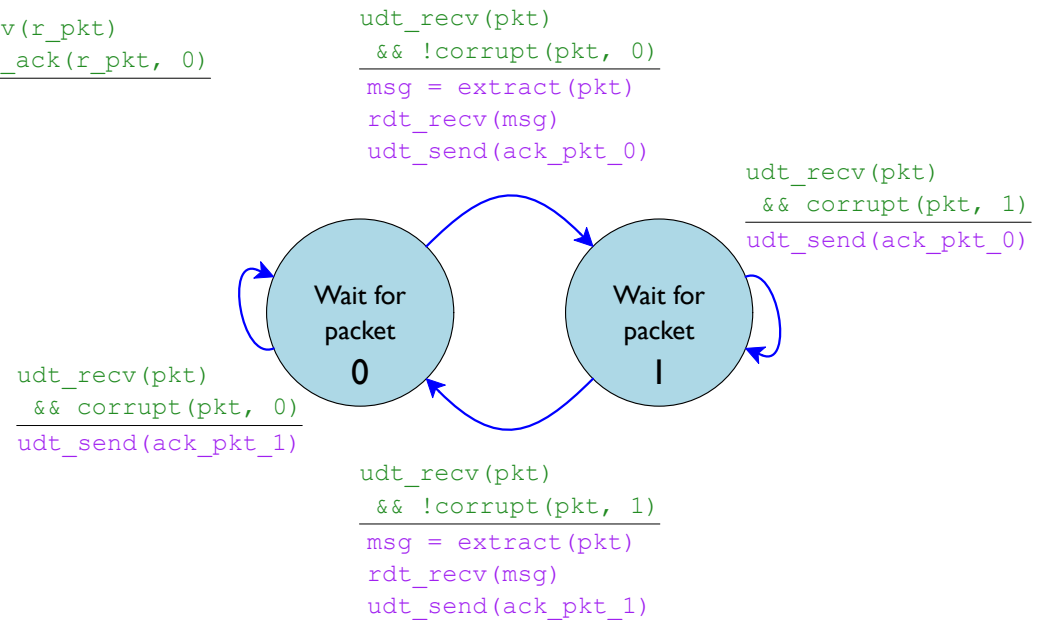 v(r_pkt)
_ack(r_pkt, 0)
udt_recv(pkt)
&& !corrupt(pkt, 0)
msg = extract(pkt)
rdt_recv(msg)
udt_send(ack_pkt_0)
udt_recv(pkt)
&& corrupt(pkt, 1)
udt_send(ack_pkt_0)
Wait for
packet
0
Wait for
packet
1
udt_recv(pkt)
&& corrupt(pkt, 0)
udt_send(ack_pkt_1)
udt_recv(pkt)
&& !corrupt(pkt, 1)
msg = extract(pkt)
rdt_recv(msg)
udt_send(ack_pkt_1)